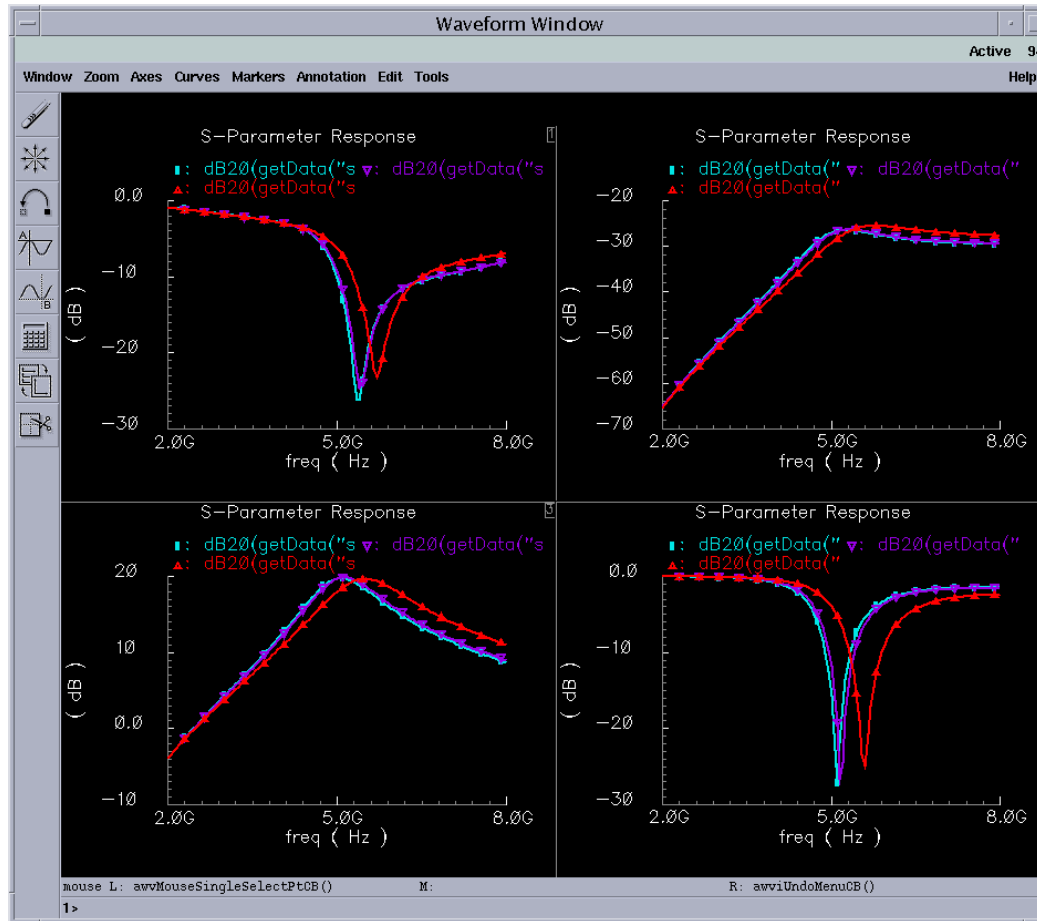 Waveform Window
Active 9
Window Zoom Axes Curves Markers Annotation Edit Tools Help
A
B
S-Parameter Response
1
: dB20(getData("s : dB20(getData("s
: dB20(getData("s
0.0
-10
-20
-30
( dB )
2.0G 5.0G 8.0G
freq ( Hz )
S-Parameter Response
: dB20(getData(" : dB20(getData("
: dB20(getData("
-20
-30
-40
-50
-60
-70
( dB )
2.0G 5.0G 8.0G
freq ( Hz )
S-Parameter Response
3
: dB20(getData("s : dB20(getData("s
: dB20(getData("s
20
10
0.0
-10
( dB )
2.0G 5.0G 8.0G
freq ( Hz )
S-Parameter Response
: dB20(getData(" : dB20(getData("
: dB20(getData("
0.0
-10
-20
-30
( dB )
2.0G 5.0G 8.0G
freq ( Hz )
mouse L: awvMouseSingleSelectPtCB() M: R: awviUndoMenuCB()
1>